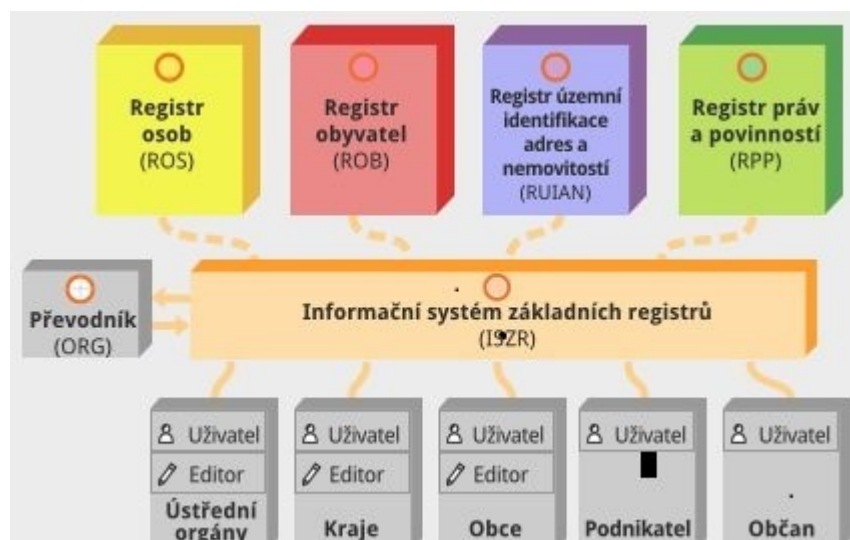 Registr
osob
(ROS)
Registr
obyvatel
(ROB)
Registr územní
identifikace
adres a
nemovitostí
(RUIAN)
Registr práv
a povinností
(RPP)
Převodník
(ORG)
Informační systém základních registrů
(ISZR)
Uživatel
Editor
Ústřední
orgány
Uživatel
Editor
Kraje
Uživatel
Editor
Obce
Uživatel
Podnikatel
Uživatel
Občan